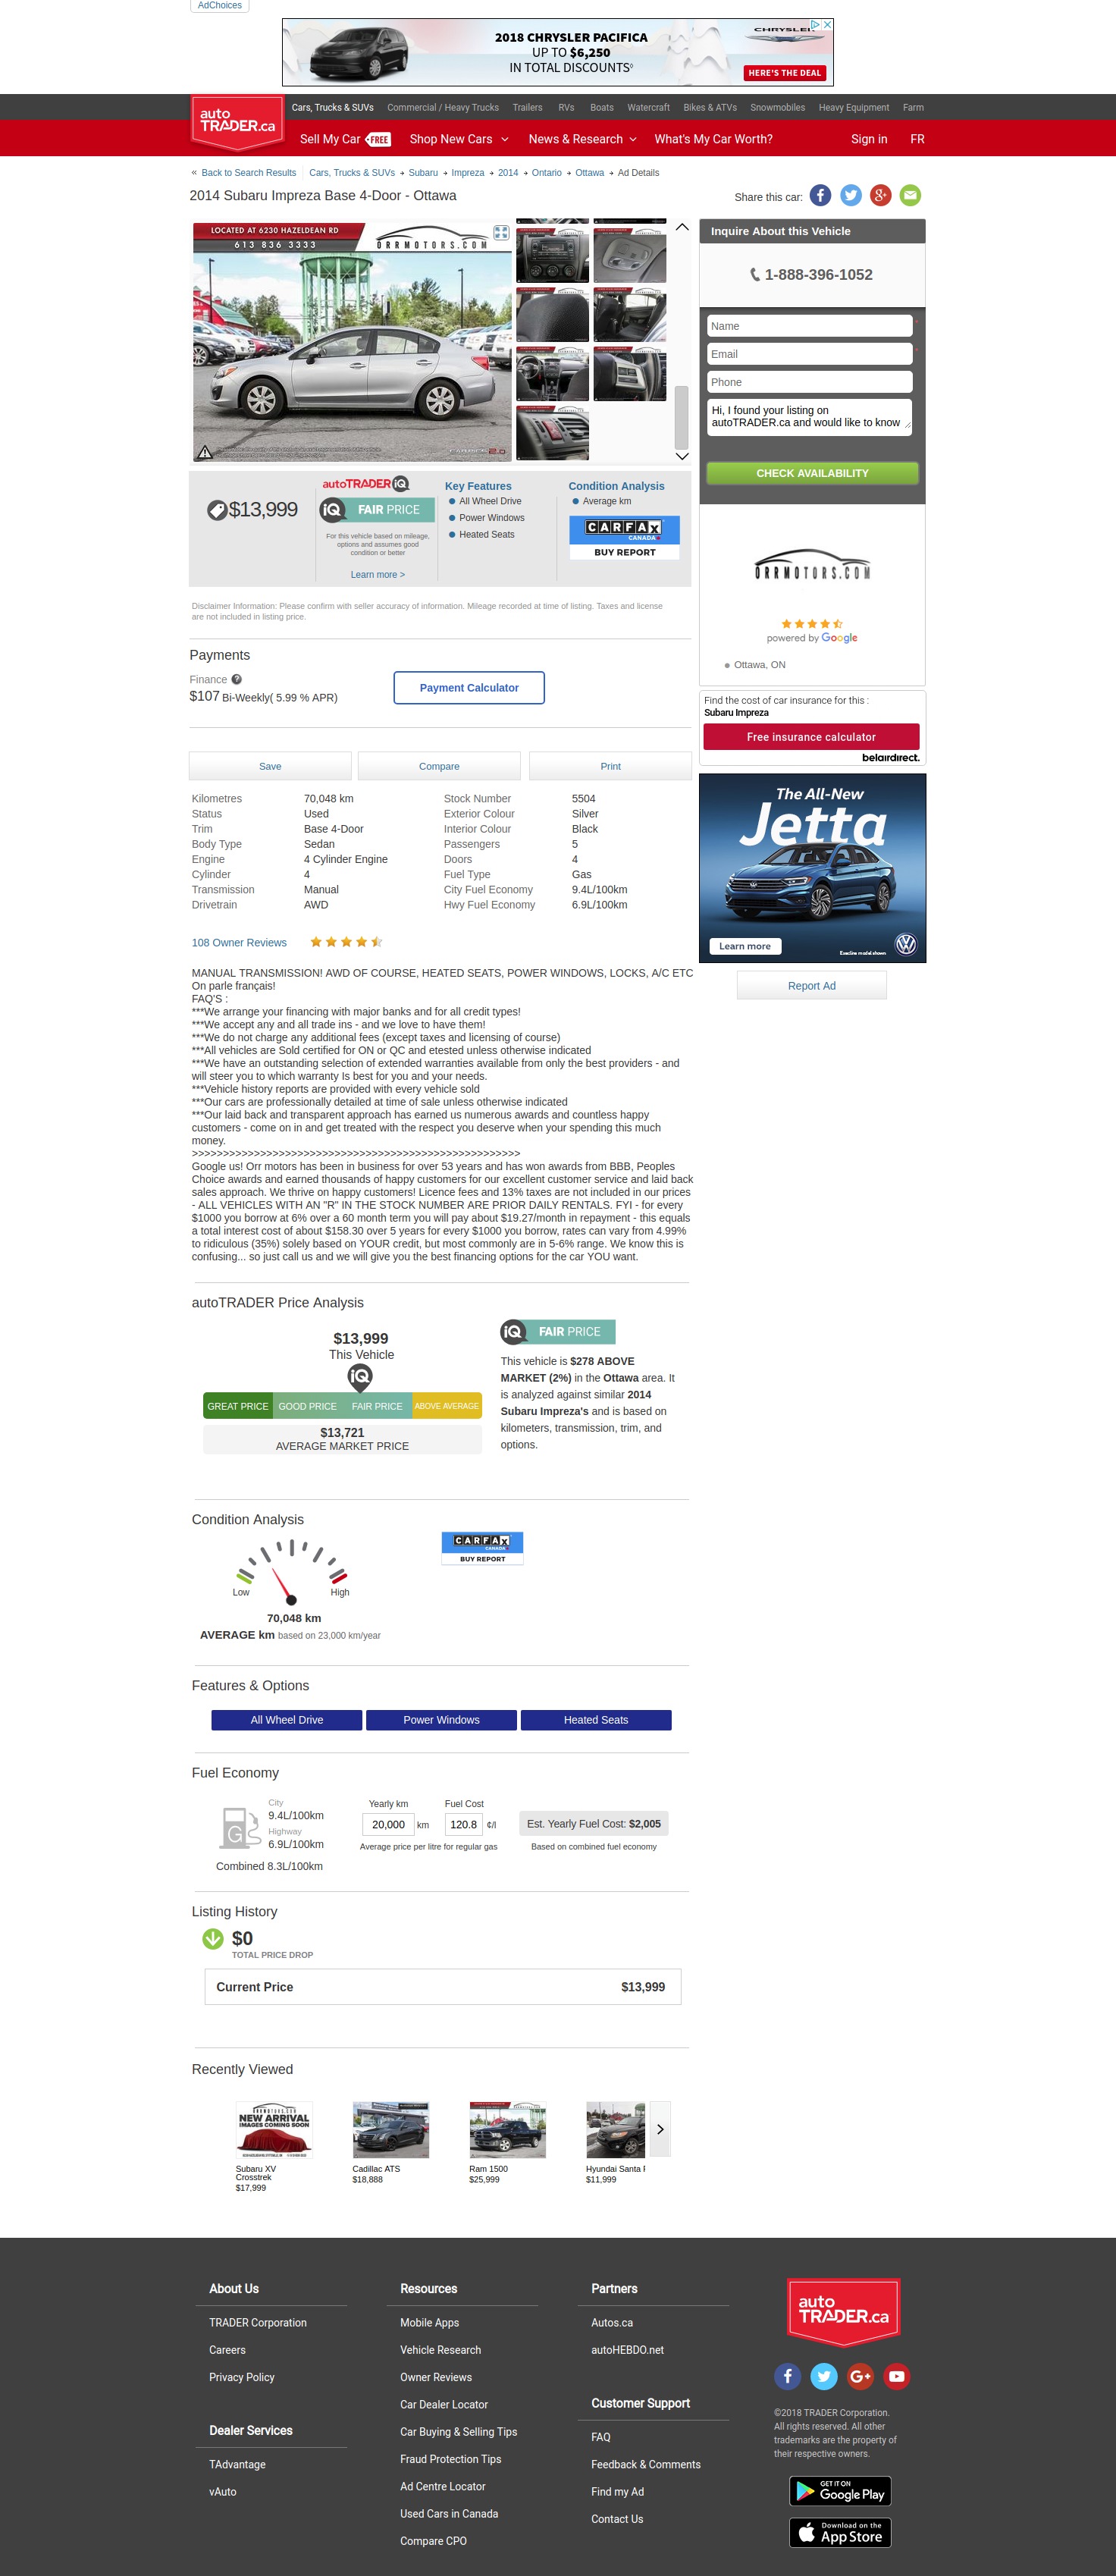 AdChoices
2018 CHRYSLER PACIFICA
UP TO $6,250
IN TOTAL DISCOUNTS◊
CHRYSLER
HERE'S THE DEAL
auto
TRADER.ca
Cars, Trucks & SUVs Commercial / Heavy Trucks Trailers RVs Boats Watercraft Bikes & ATVs Snowmobiles Heavy Equipment Farm
Sell My Car FREE Shop New Cars News & Research What's My Car Worth? Sign in FR
« Back to Search Results Cars, Trucks & SUVs → Subaru → Impreza → 2014 → Ontario → Ottawa → Ad Details
2014 Subaru Impreza Base 4-Door - Ottawa
Share this car:
LOCATED AT 6230 HAZELDEAN RD
613 836 3333
ORRMOTORS.COM
Inquire About this Vehicle
1-888-396-1052
Name
Email
Phone
Hi, I found your listing on
autoTRADER.ca and would like to know
CHECK AVAILABILITY
$13,999
autoTRADER iQ
iQ FAIR PRICE
For this vehicle based on mileage,
options and assumes good
condition or better
Learn more >
Key Features
All Wheel Drive
Power Windows
Heated Seats
Condition Analysis
Average km
CARFAX
CANADA
BUY REPORT
ORRMOTORS.COM
powered by Google
Ottawa, ON
Disclaimer Information: Please confirm with seller accuracy of information. Mileage recorded at time of listing. Taxes and license
are not included in listing price.
Payments
Finance ?
$107 Bi-Weekly( 5.99 % APR)
Payment Calculator
Find the cost of car insurance for this :
Subaru Impreza
Free insurance calculator
belairdirect.
Save
Compare
Print
Kilometres 70,048 km Stock Number 5504
Status Used Exterior Colour Silver
Trim Base 4-Door Interior Colour Black
Body Type Sedan Passengers 5
Engine 4 Cylinder Engine Doors 4
Cylinder 4 Fuel Type Gas
Transmission Manual City Fuel Economy 9.4L/100km
Drivetrain AWD Hwy Fuel Economy 6.9L/100km
The All-New
Jetta
Learn more
Execline model shown
108 Owner Reviews
Report Ad
MANUAL TRANSMISSION! AWD OF COURSE, HEATED SEATS, POWER WINDOWS, LOCKS, A/C ETC
On parle français!
FAQ'S :
***We arrange your financing with major banks and for all credit types!
***We accept any and all trade ins - and we love to have them!
***We do not charge any additional fees (except taxes and licensing of course)
***All vehicles are Sold certified for ON or QC and etested unless otherwise indicated
***We have an outstanding selection of extended warranties available from only the best providers - and
will steer you to which warranty Is best for you and your needs.
***Vehicle history reports are provided with every vehicle sold
***Our cars are professionally detailed at time of sale unless otherwise indicated
***Our laid back and transparent approach has earned us numerous awards and countless happy
customers - come on in and get treated with the respect you deserve when your spending this much
money.
>>>>>>>>>>>>>>>>>>>>>>>>>>>>>>>>>>>>>>>>>>>>>>>>>>>>>
Google us! Orr motors has been in business for over 53 years and has won awards from BBB, Peoples
Choice awards and earned thousands of happy customers for our excellent customer service and laid back
sales approach. We thrive on happy customers! Licence fees and 13% taxes are not included in our prices
- ALL VEHICLES WITH AN "R" IN THE STOCK NUMBER ARE PRIOR DAILY RENTALS. FYI - for every
$1000 you borrow at 6% over a 60 month term you will pay about $19.27/month in repayment - this equals
a total interest cost of about $158.30 over 5 years for every $1000 you borrow, rates can vary from 4.99%
to ridiculous (35%) solely based on YOUR credit, but most commonly are in 5-6% range. We know this is
confusing... so just call us and we will give you the best financing options for the car YOU want.
autoTRADER Price Analysis
$13,999
This Vehicle
iQ
GREAT PRICE GOOD PRICE FAIR PRICE ABOVE AVERAGE
$13,721
AVERAGE MARKET PRICE
iQ FAIR PRICE
This vehicle is $278 ABOVE
MARKET (2%) in the Ottawa area. It
is analyzed against similar 2014
Subaru Impreza's and is based on
kilometers, transmission, trim, and
options.
Condition Analysis
Low High
70,048 km
AVERAGE km based on 23,000 km/year
CARFAX
CANADA
BUY REPORT
Features & Options
All Wheel Drive
Power Windows
Heated Seats
Fuel Economy
G
City
9.4L/100km
Highway
6.9L/100km
Combined 8.3L/100km
Yearly km Fuel Cost
20,000 km 120.8 ¢/l
Average price per litre for regular gas
Est. Yearly Fuel Cost: $2,005
Based on combined fuel economy
Listing History
$0
TOTAL PRICE DROP
Current Price $13,999
Recently Viewed
ORRMOTORS.COM
NEW ARRIVAL
IMAGES COMING SOON
Subaru XV
Crosstrek
$17,999
Cadillac ATS
$18,888
Ram 1500
$25,999
Hyundai Santa F
$11,999
About Us
TRADER Corporation
Careers
Privacy Policy
Dealer Services
TAdvantage
vAuto
Resources
Mobile Apps
Vehicle Research
Owner Reviews
Car Dealer Locator
Car Buying & Selling Tips
Fraud Protection Tips
Ad Centre Locator
Used Cars in Canada
Compare CPO
Partners
Autos.ca
autoHEBDO.net
Customer Support
FAQ
Feedback & Comments
Find my Ad
Contact Us
auto
TRADER.ca
©2018 TRADER Corporation.
All rights reserved. All other
trademarks are the property of
their respective owners.
GET IT ON
Google Play
Download on the
App Store